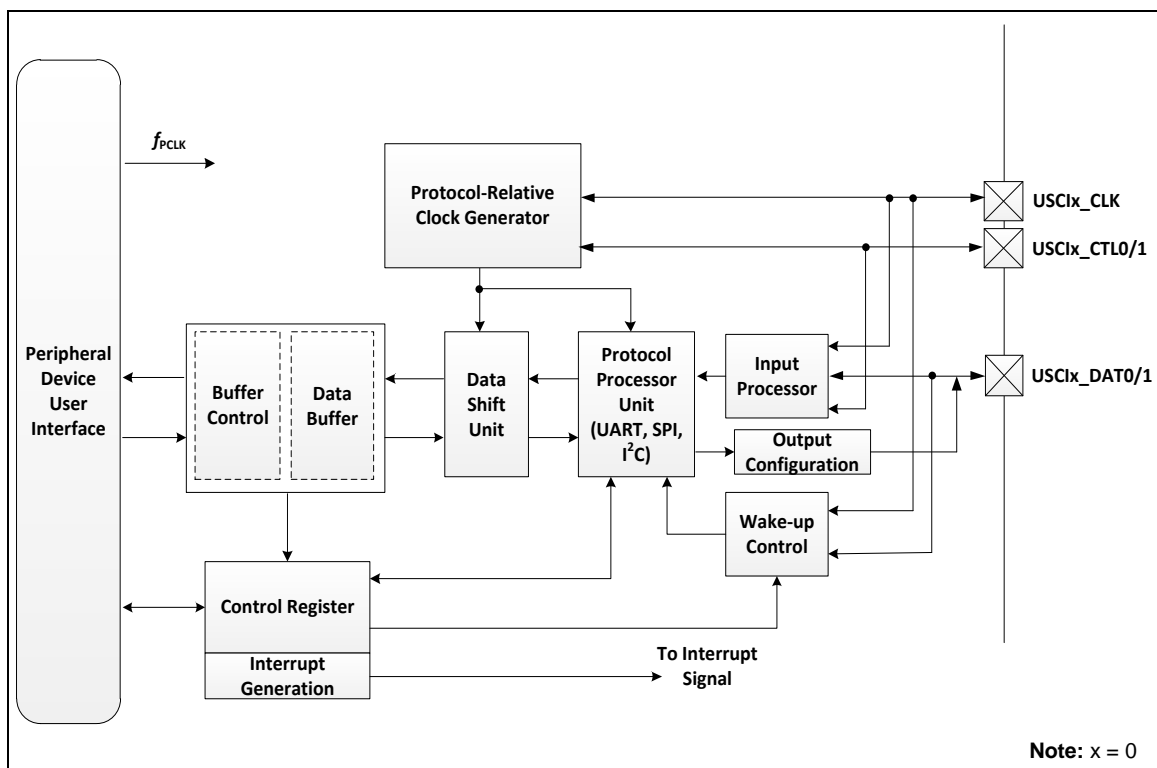 fPCLK
Protocol-Relative
Clock Generator
USCIx_CLK
USCIx_CTL0/1
Peripheral
Device
User
Interface
Buffer
Control
Data
Buffer
Data
Shift
Unit
Protocol
Processor
Unit
(UART, SPI,
I²C)
Input
Processor
USCIx_DAT0/1
Output
Configuration
Wake-up
Control
Control Register
Interrupt
Generation
To Interrupt
Signal
Note: x = 0